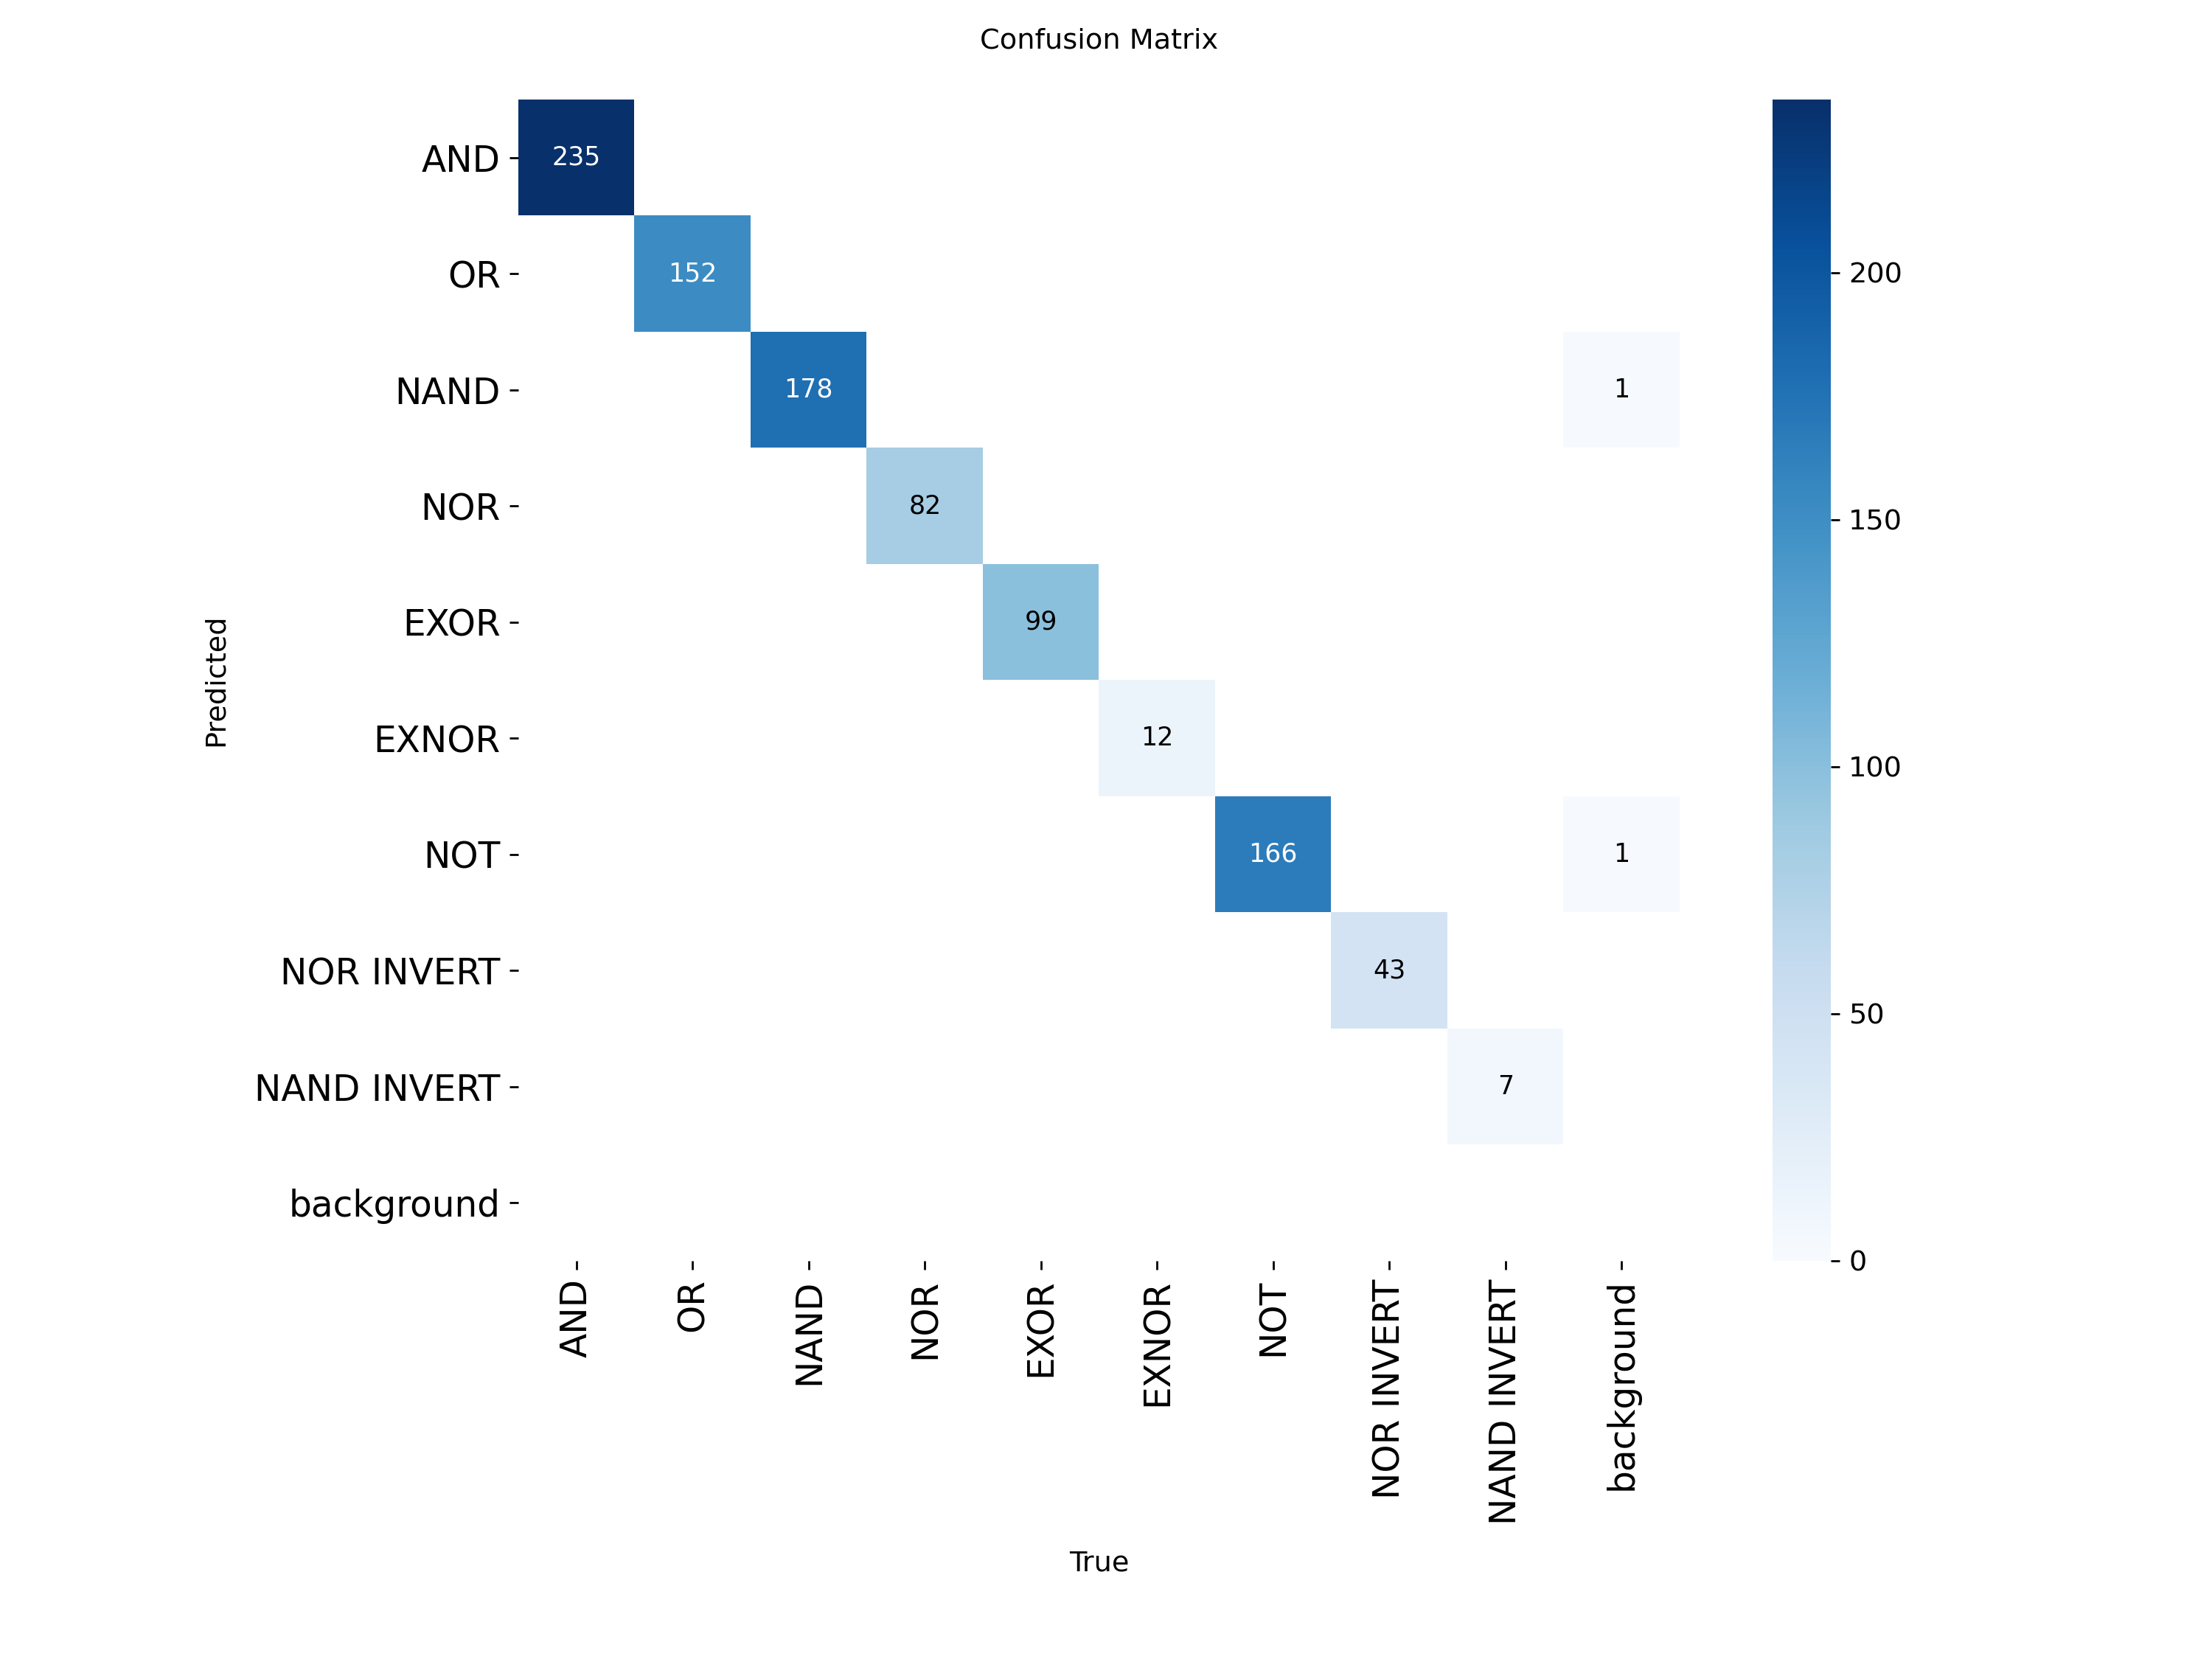 Confusion Matrix
AND
235
OR
152
200
NAND
178
1
NOR
82
150
EXOR
99
Predicted
100
EXNOR
12
NOT
166
1
NOR INVERT
43
50
NAND INVERT
7
background
0
AND
OR
NAND
NOR
EXOR
EXNOR
NOT
NOR INVERT
NAND INVERT
background
True